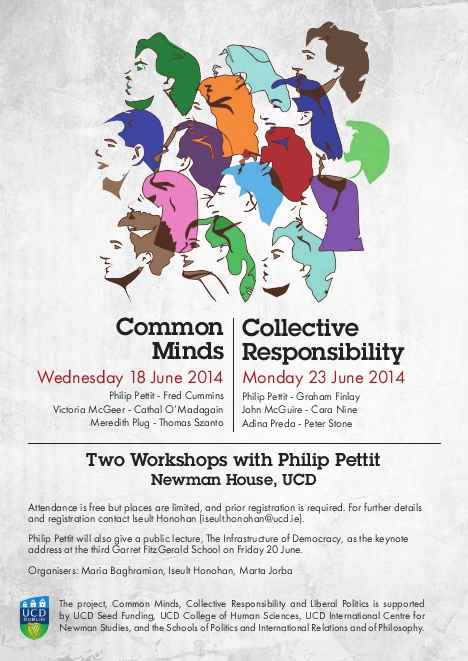 Common
Minds
Wednesday 18 June 2014
Philip Pettit - Fred Cummins
Victoria McGeer - Cathal O'Madagain
Meredith Plug - Thomas Szanto
Collective
Responsibility
Monday 23 June 2014
Philip Pettit - Graham Finlay
John McGuire - Cara Nine
Adina Preda - Peter Stone
Two Workshops with Philip Pettit
Newman House, UCD
Attendance is free but places are limited, and prior registration is required. For further details
and registration contact Iseult Honohan (iseult.honohan@ucd.ie).
Philip Pettit will also give a public lecture, The Infrastructure of Democracy, as the keynote
address at the third Garret FitzGerald School on Friday 20 June.
Organisers: Maria Baghramian, Iseult Honohan, Marta Jorba
UCD
DUBLIN
The project, Common Minds, Collective Responsibility and Liberal Politics is supported
by UCD Seed Funding, UCD College of Human Sciences, UCD International Centre for
Newman Studies, and the Schools of Politics and International Relations and of Philosophy.